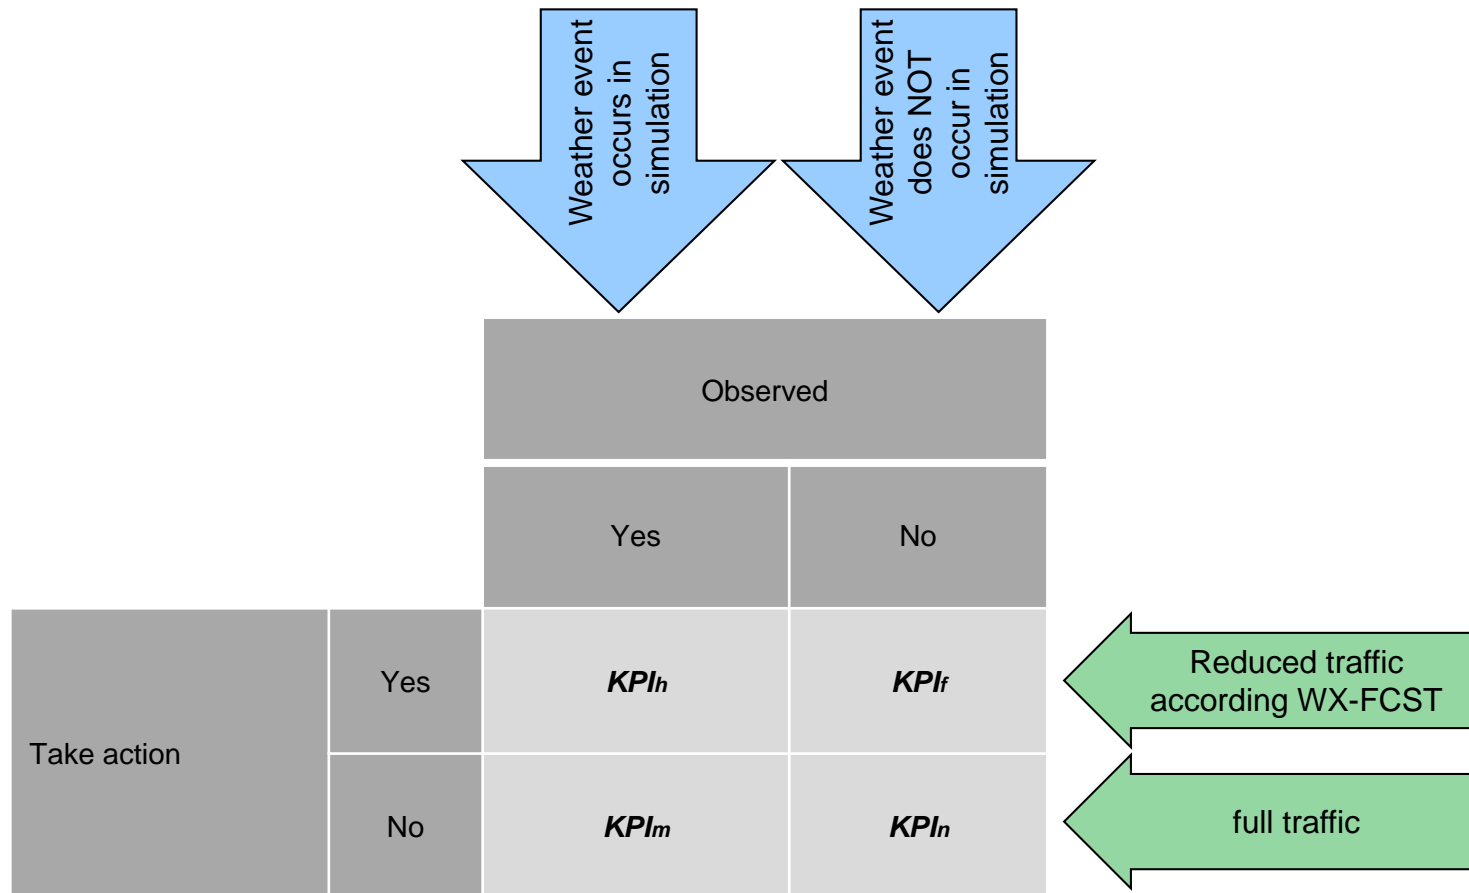 Weather event
occurs in
simulation
Weather event
does NOT
occur in
simulation
Observed
Yes
No
Take action
Yes
KPIh
KPIf
Reduced traffic
according WX-FCST
No
KPIm
KPIn
full traffic